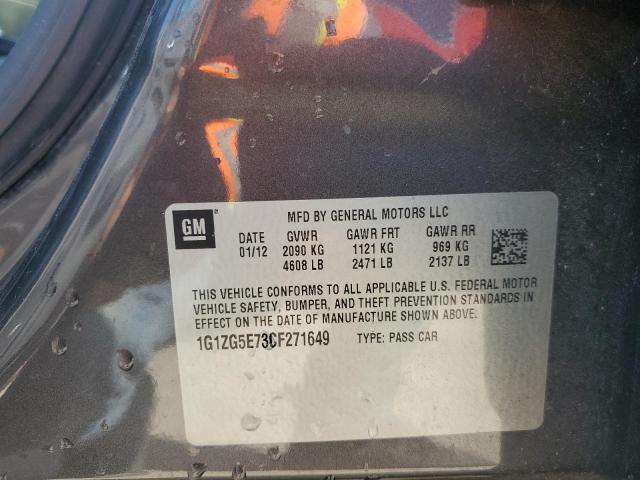 GM
MFD BY GENERAL MOTORS LLC
DATE GVWR GAWR FRT GAWR RR
01/12 2090 KG 1121 KG 969 KG
4608 LB 2471 LB 2137 LB
THIS VEHICLE CONFORMS TO ALL APPLICABLE U.S. FEDERAL MOTOR
VEHICLE SAFETY, BUMPER, AND THEFT PREVENTION STANDARDS IN
EFFECT ON THE DATE OF MANUFACTURE SHOWN ABOVE.
1G1ZG5E73CF271649 TYPE: PASS CAR